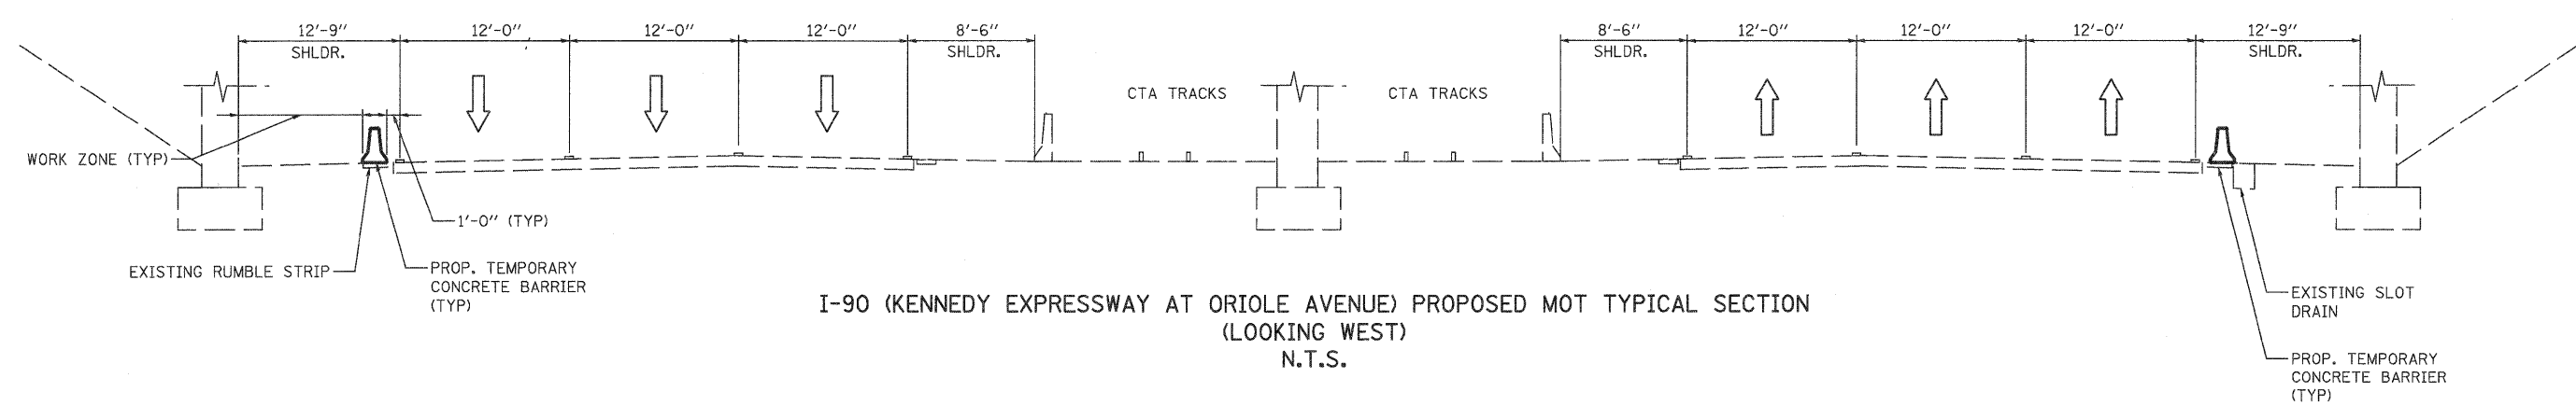 12'-9"
12'-0"
12'-0"
12'-0"
8'-6"
8'-6"
12'-0"
12'-0"
12'-0"
12'-9"
SHLDR.
SHLDR.
SHLDR.
SHLDR.
CTA TRACKS
CTA TRACKS
WORK ZONE (TYP)
1'-0" (TYP)
EXISTING RUMBLE STRIP
PROP. TEMPORARY
CONCRETE BARRIER
(TYP)
I-90 (KENNEDY EXPRESSWAY AT ORIOLE AVENUE) PROPOSED MOT TYPICAL SECTION
(LOOKING WEST)
N.T.S.
EXISTING SLOT
DRAIN
PROP. TEMPORARY
CONCRETE BARRIER
(TYP)